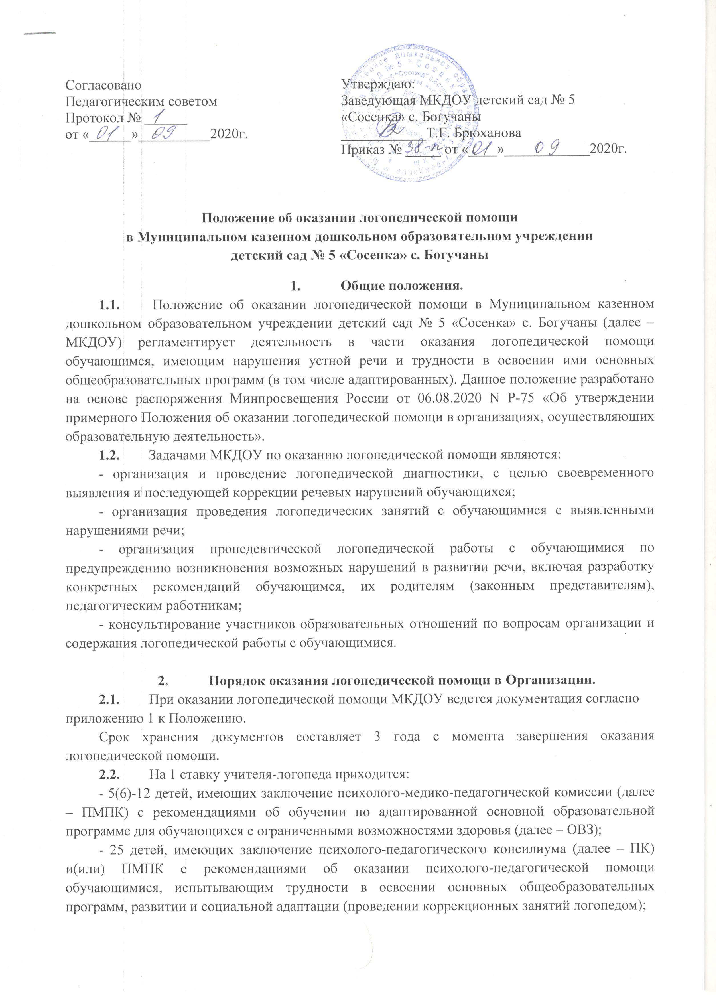 Согласовано
Педагогическим советом
Протокол № 1
от «01» 09 2020г.
Утверждаю:
Заведующая МКДОУ детский сад № 5
«Сосенка» с. Богучаны
Т.Г. Брюханова
Приказ № 38-п от «01» 09 2020г.
Положение об оказании логопедической помощи
в Муниципальном казенном дошкольном образовательном учреждении
детский сад № 5 «Сосенка» с. Богучаны
1. Общие положения.
1.1. Положение об оказании логопедической помощи в Муниципальном казенном
дошкольном образовательном учреждении детский сад № 5 «Сосенка» с. Богучаны (далее –
МКДОУ) регламентирует деятельность в части оказания логопедической помощи
обучающимся, имеющим нарушения устной речи и трудности в освоении ими основных
общеобразовательных программ (в том числе адаптированных). Данное положение разработано
на основе распоряжения Минпросвещения России от 06.08.2020 N Р-75 «Об утверждении
примерного Положения об оказании логопедической помощи в организациях, осуществляющих
образовательную деятельность».
1.2. Задачами МКДОУ по оказанию логопедической помощи являются:
- организация и проведение логопедической диагностики, с целью своевременного
выявления и последующей коррекции речевых нарушений обучающихся;
- организация проведения логопедических занятий с обучающимися с выявленными
нарушениями речи;
- организация пропедевтической логопедической работы с обучающимися по
предупреждению возникновения возможных нарушений в развитии речи, включая разработку
конкретных рекомендаций обучающимся, их родителям (законным представителям),
педагогическим работникам;
- консультирование участников образовательных отношений по вопросам организации и
содержания логопедической работы с обучающимися.
2. Порядок оказания логопедической помощи в Организации.
2.1. При оказании логопедической помощи МКДОУ ведется документация согласно
приложению 1 к Положению.
Срок хранения документов составляет 3 года с момента завершения оказания
логопедической помощи.
2.2. На 1 ставку учителя-логопеда приходится:
- 5(6)-12 детей, имеющих заключение психолого-медико-педагогической комиссии (далее
– ПМПК) с рекомендациями об обучении по адаптированной основной образовательной
программе для обучающихся с ограниченными возможностями здоровья (далее – ОВЗ);
- 25 детей, имеющих заключение психолого-педагогического консилиума (далее – ПК)
и(или) ПМПК с рекомендациями об оказании психолого-педагогической помощи
обучающимися, испытывающим трудности в освоении основных общеобразовательных
программ, развитии и социальной адаптации (проведении коррекционных занятий логопедом);